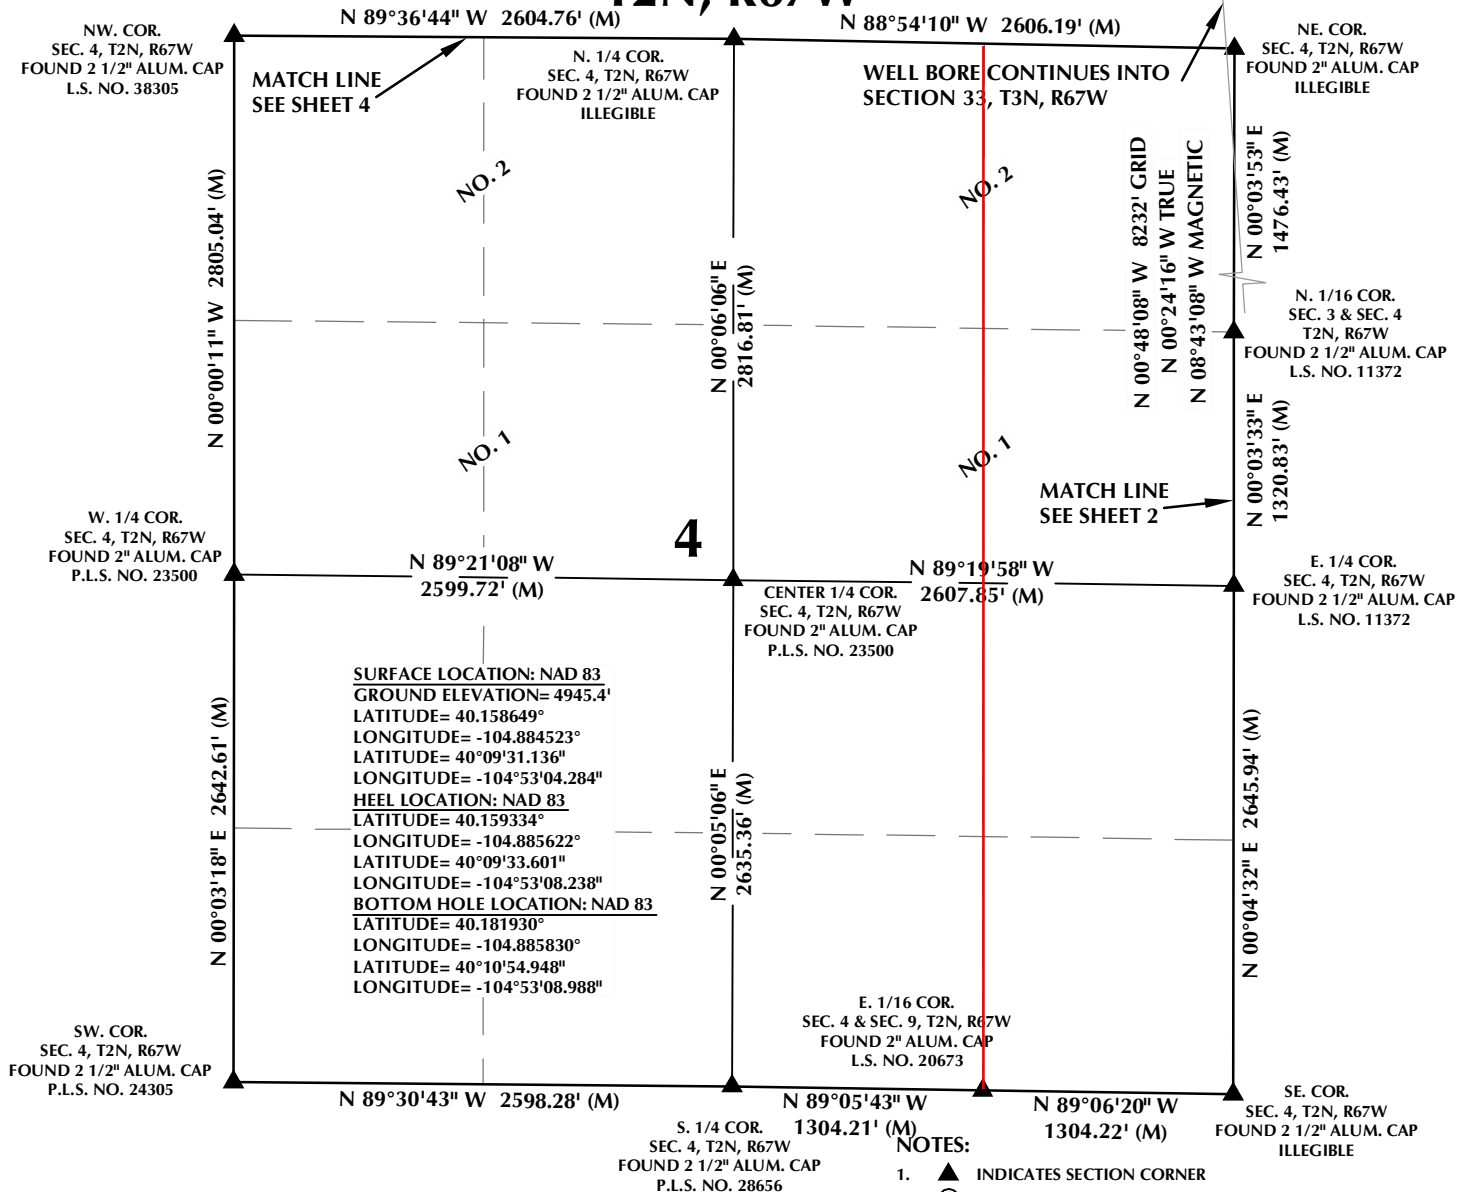 T2N, R67W
N 89°36'44" W 2604.76' (M)
N 88°54'10" W 2606.19' (M)
NW. COR.
SEC. 4, T2N, R67W
FOUND 2 1/2" ALUM. CAP
L.S. NO. 38305
MATCH LINE
SEE SHEET 4
N. 1/4 COR.
SEC. 4, T2N, R67W
FOUND 2 1/2" ALUM. CAP
ILLEGIBLE
WELL BORE CONTINUES INTO
SECTION 33, T3N, R67W
NE. COR.
SEC. 4, T2N, R67W
FOUND 2" ALUM. CAP
ILLEGIBLE
NO. 2
NO. 2
N 00°48'08" W 8232' GRID
N 00°24'16" W TRUE
N 08°43'08" W MAGNETIC
N 00°03'53" E
1476.43' (M)
N 00°00'11" W 2805.04' (M)
N 00°06'06" E
2816.81' (M)
N. 1/16 COR.
SEC. 3 & SEC. 4
T2N, R67W
FOUND 2 1/2" ALUM. CAP
L.S. NO. 11372
N 00°03'33" E
1320.83' (M)
NO. 1
NO. 1
MATCH LINE
SEE SHEET 2
4
W. 1/4 COR.
SEC. 4, T2N, R67W
FOUND 2" ALUM. CAP
P.L.S. NO. 23500
N 89°21'08" W
2599.72' (M)
N 89°19'58" W
2607.85' (M)
CENTER 1/4 COR.
SEC. 4, T2N, R67W
FOUND 2" ALUM. CAP
P.L.S. NO. 23500
E. 1/4 COR.
SEC. 4, T2N, R67W
FOUND 2 1/2" ALUM. CAP
L.S. NO. 11372
SURFACE LOCATION: NAD 83
GROUND ELEVATION= 4945.4'
LATITUDE= 40.158649°
LONGITUDE= -104.884523°
LATITUDE= 40°09'31.136"
LONGITUDE= -104°53'04.284"
HEEL LOCATION: NAD 83
LATITUDE= 40.159334°
LONGITUDE= -104.885622°
LATITUDE= 40°09'33.601"
LONGITUDE= -104°53'08.238"
BOTTOM HOLE LOCATION: NAD 83
LATITUDE= 40.181930°
LONGITUDE= -104.885830°
LATITUDE= 40°10'54.948"
LONGITUDE= -104°53'08.988"
N 00°03'18" E 2642.61' (M)
N 00°05'06" E
2635.36' (M)
N 00°04'32" E 2645.94' (M)
SW. COR.
SEC. 4, T2N, R67W
FOUND 2 1/2" ALUM. CAP
P.L.S. NO. 24305
E. 1/16 COR.
SEC. 4 & SEC. 9, T2N, R67W
FOUND 2" ALUM. CAP
L.S. NO. 20673
N 89°30'43" W 2598.28' (M)
N 89°05'43" W
1304.21' (M)
N 89°06'20" W
1304.22' (M)
SE. COR.
SEC. 4, T2N, R67W
FOUND 2 1/2" ALUM. CAP
ILLEGIBLE
S. 1/4 COR.
SEC. 4, T2N, R67W
FOUND 2 1/2" ALUM. CAP
P.L.S. NO. 28656
NOTES:
1. INDICATES SECTION CORNER